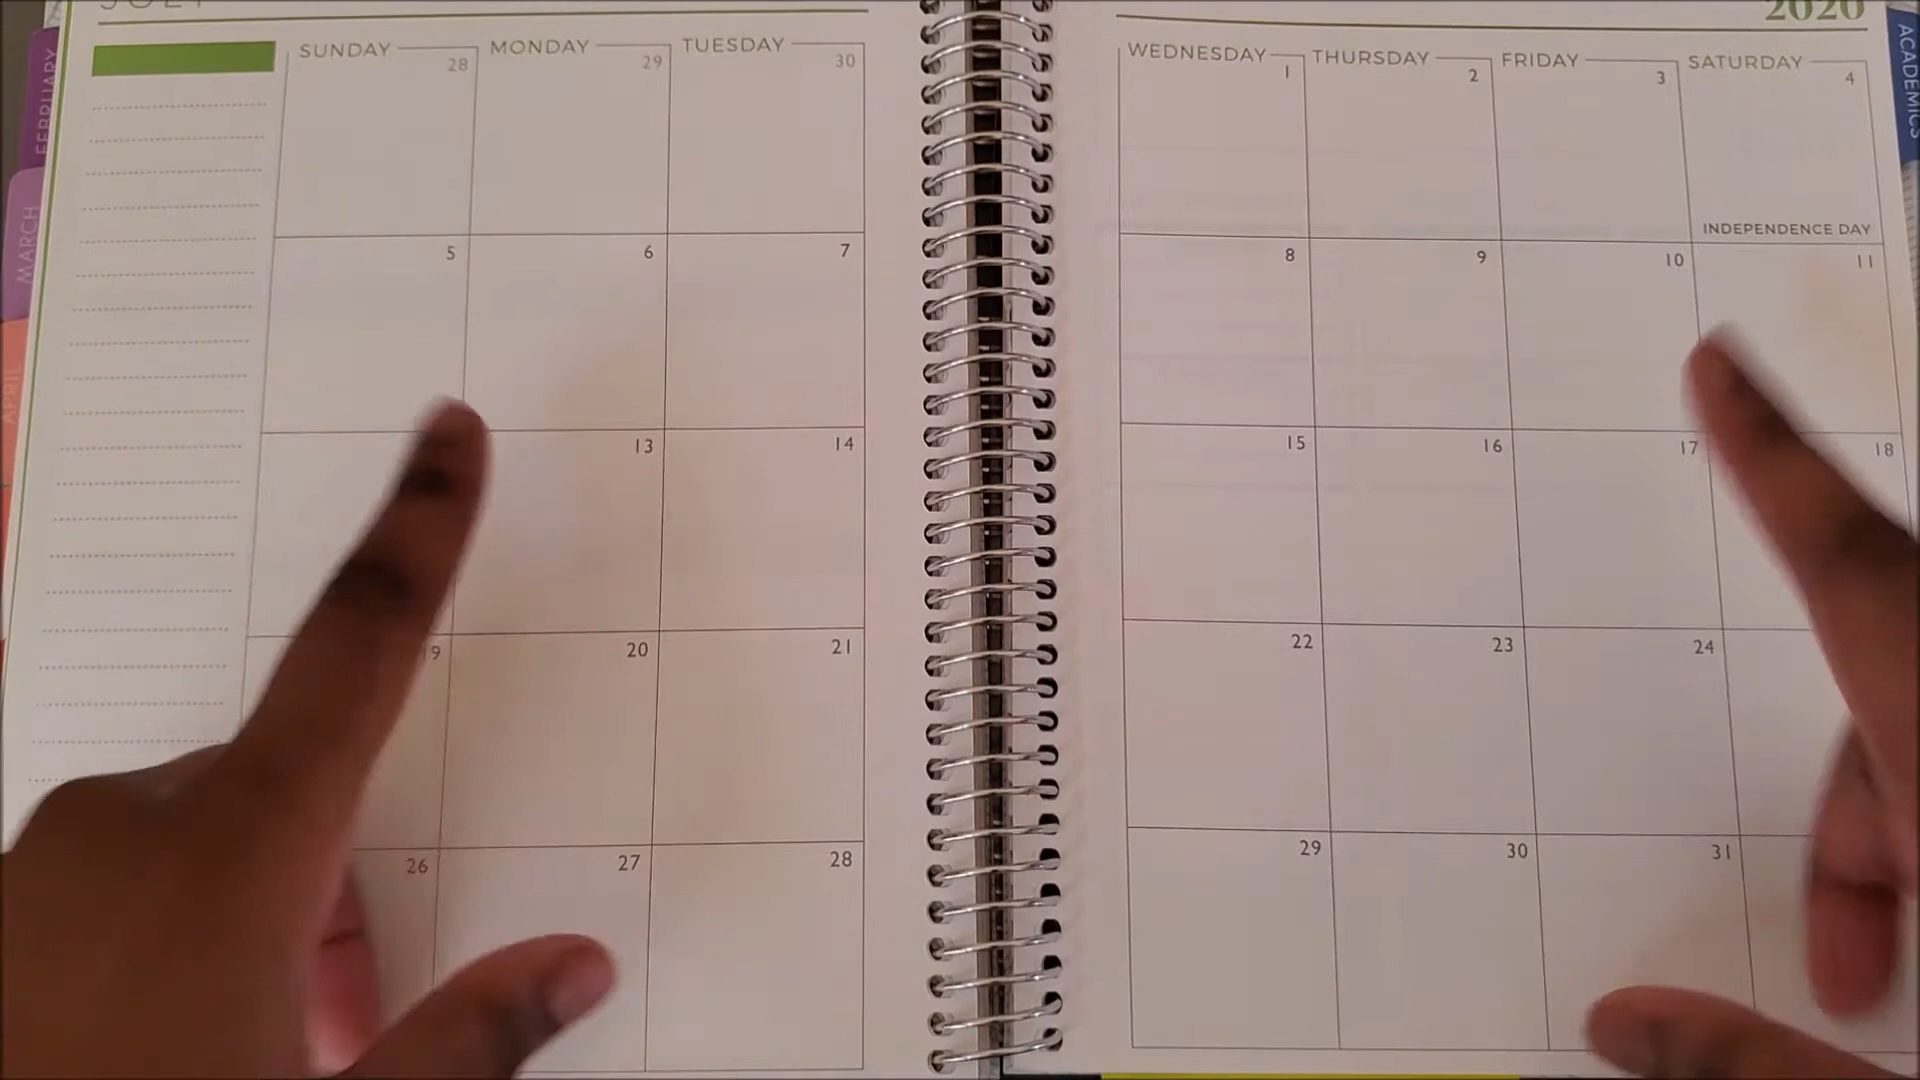 JULY
2020
SUNDAY MONDAY TUESDAY WEDNESDAY THURSDAY FRIDAY SATURDAY
28 29 30 1 2 3 4
INDEPENDENCE DAY
5 6 7 8 9 10 11
13 14 15 16 17 18
19 20 21 22 23 24
26 27 28 29 30 31
FEBRUARY
MARCH
APRIL
ACADEMICS